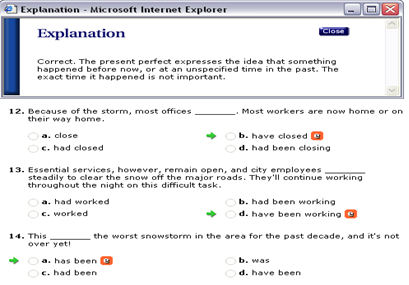 Explanation - Microsoft Internet Explorer
Explanation
Close
Correct. The present perfect expresses the idea that something
happened before now, or at an unspecified time in the past. The
exact time it happened is not important.
12. Because of the storm, most offices ________. Most workers are now home or on
their way home.
a. close
b. have closed
c. had closed
d. had been closing
13. Essential services, however, remain open, and city employees ________
steadily to clear the snow off the major roads. They'll continue working
throughout the night on this difficult task.
a. had worked
b. had been working
c. worked
d. have been working
14. This ________ the worst snowstorm in the area for the past decade, and it's not
over yet!
a. has been
b. was
c. had been
d. have been